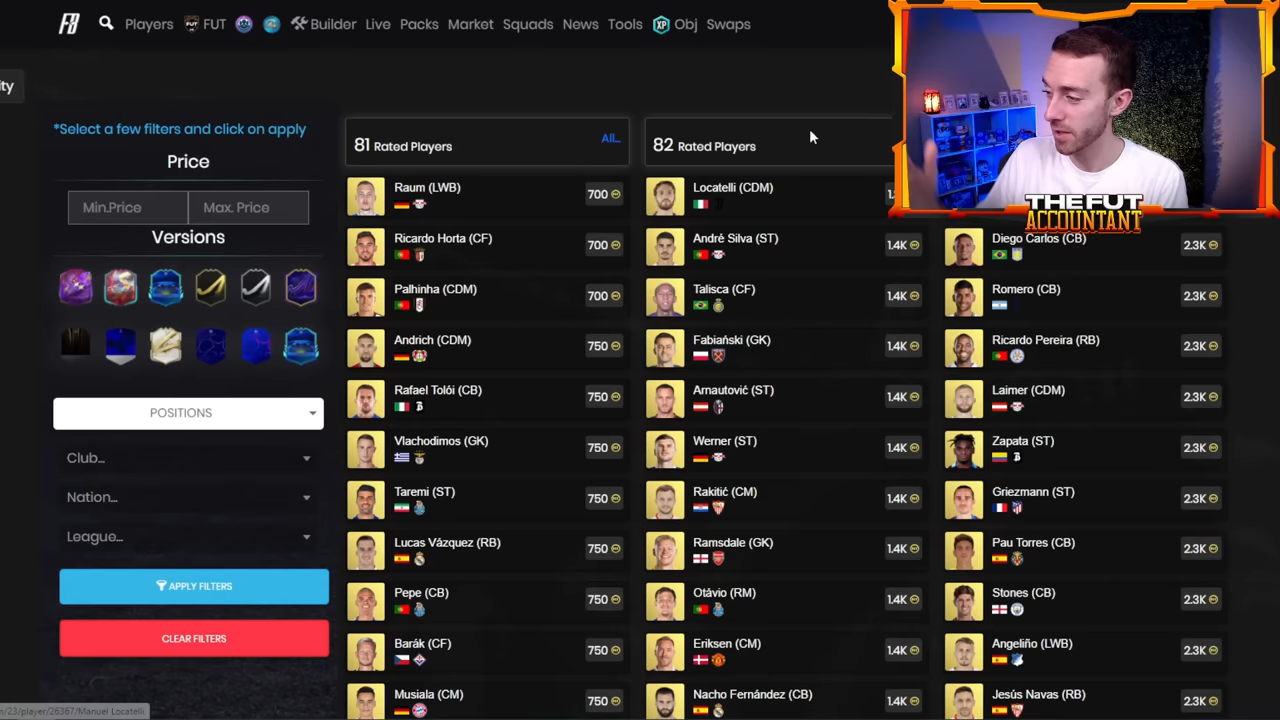 F8
Players
FUT
Builder
Live
Packs
Market
Squads
News
Tools
XP
Obj
Swaps
ity
*Select a few filters and click on apply
Price
Min.Price
Max. Price
Versions
POSITIONS
Club...
Nation...
League...
APPLY FILTERS
CLEAR FILTERS
81 Rated Players
All...
Raum (LWB)
700
Ricardo Horta (CF)
700
Palhinha (CDM)
700
Andrich (CDM)
750
Rafael Tolói (CB)
750
Vlachodimos (GK)
750
Taremi (ST)
750
Lucas Vázquez (RB)
750
Pepe (CB)
750
Barák (CF)
750
Musiala (CM)
750
82 Rated Players
Locatelli (CDM)
André Silva (ST)
1.4K
Talisca (CF)
1.4K
Fabiański (GK)
1.4K
Arnautović (ST)
1.4K
Werner (ST)
1.4K
Rakitić (CM)
1.4K
Ramsdale (GK)
1.4K
Otávio (RM)
1.4K
Eriksen (CM)
1.4K
Nacho Fernández (CB)
1.4K
Diego Carlos (CB)
2.3K
Romero (CB)
2.3K
Ricardo Pereira (RB)
2.3K
Laimer (CDM)
2.3K
Zapata (ST)
2.3K
Griezmann (ST)
2.3K
Pau Torres (CB)
2.3K
Stones (CB)
2.3K
Angeliño (LWB)
2.3K
Jesús Navas (RB)
2.3K
THE FUT
ACCOUNTANT
/23/player/26367/Manuel Locatelli